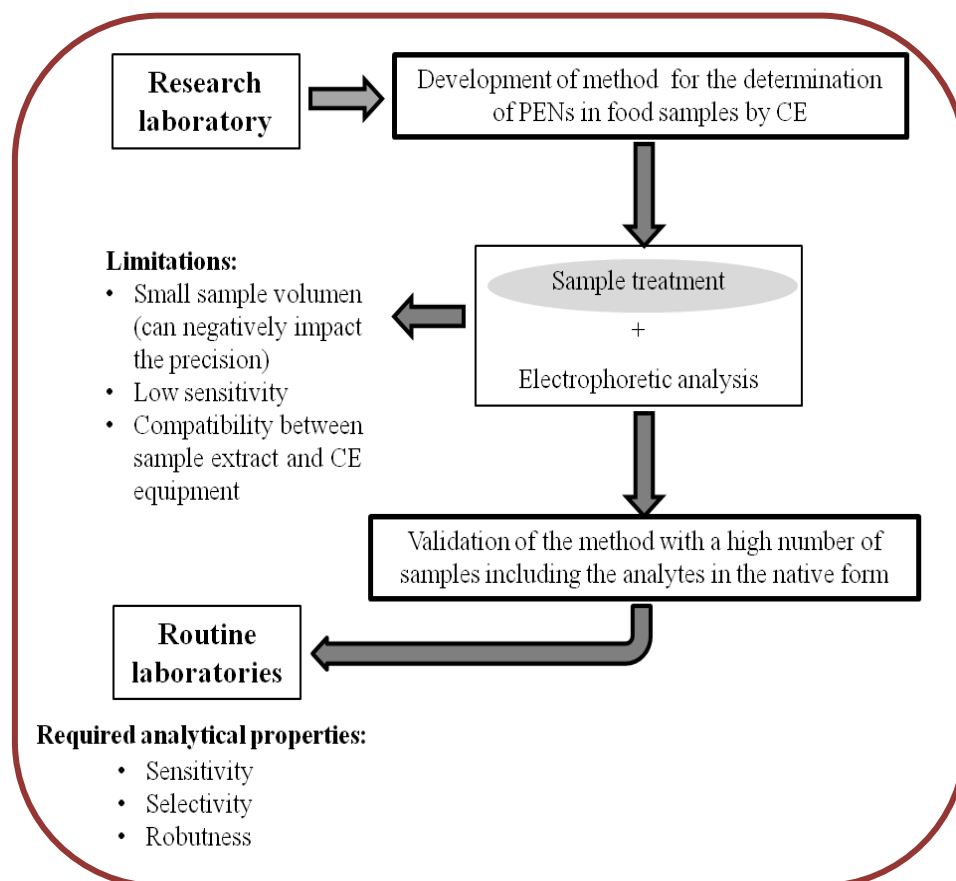 Research
laboratory
Development of method for the determination
of PENs in food samples by CE
Sample treatment
+
Electrophoretic analysis
Limitations:
• Small sample volumen
(can negatively impact
the precision)
• Low sensitivity
• Compatibility between
sample extract and CE
equipment
Validation of the method with a high number of
samples including the analytes in the native form
Routine
laboratories
Required analytical properties:
• Sensitivity
• Selectivity
• Robutness